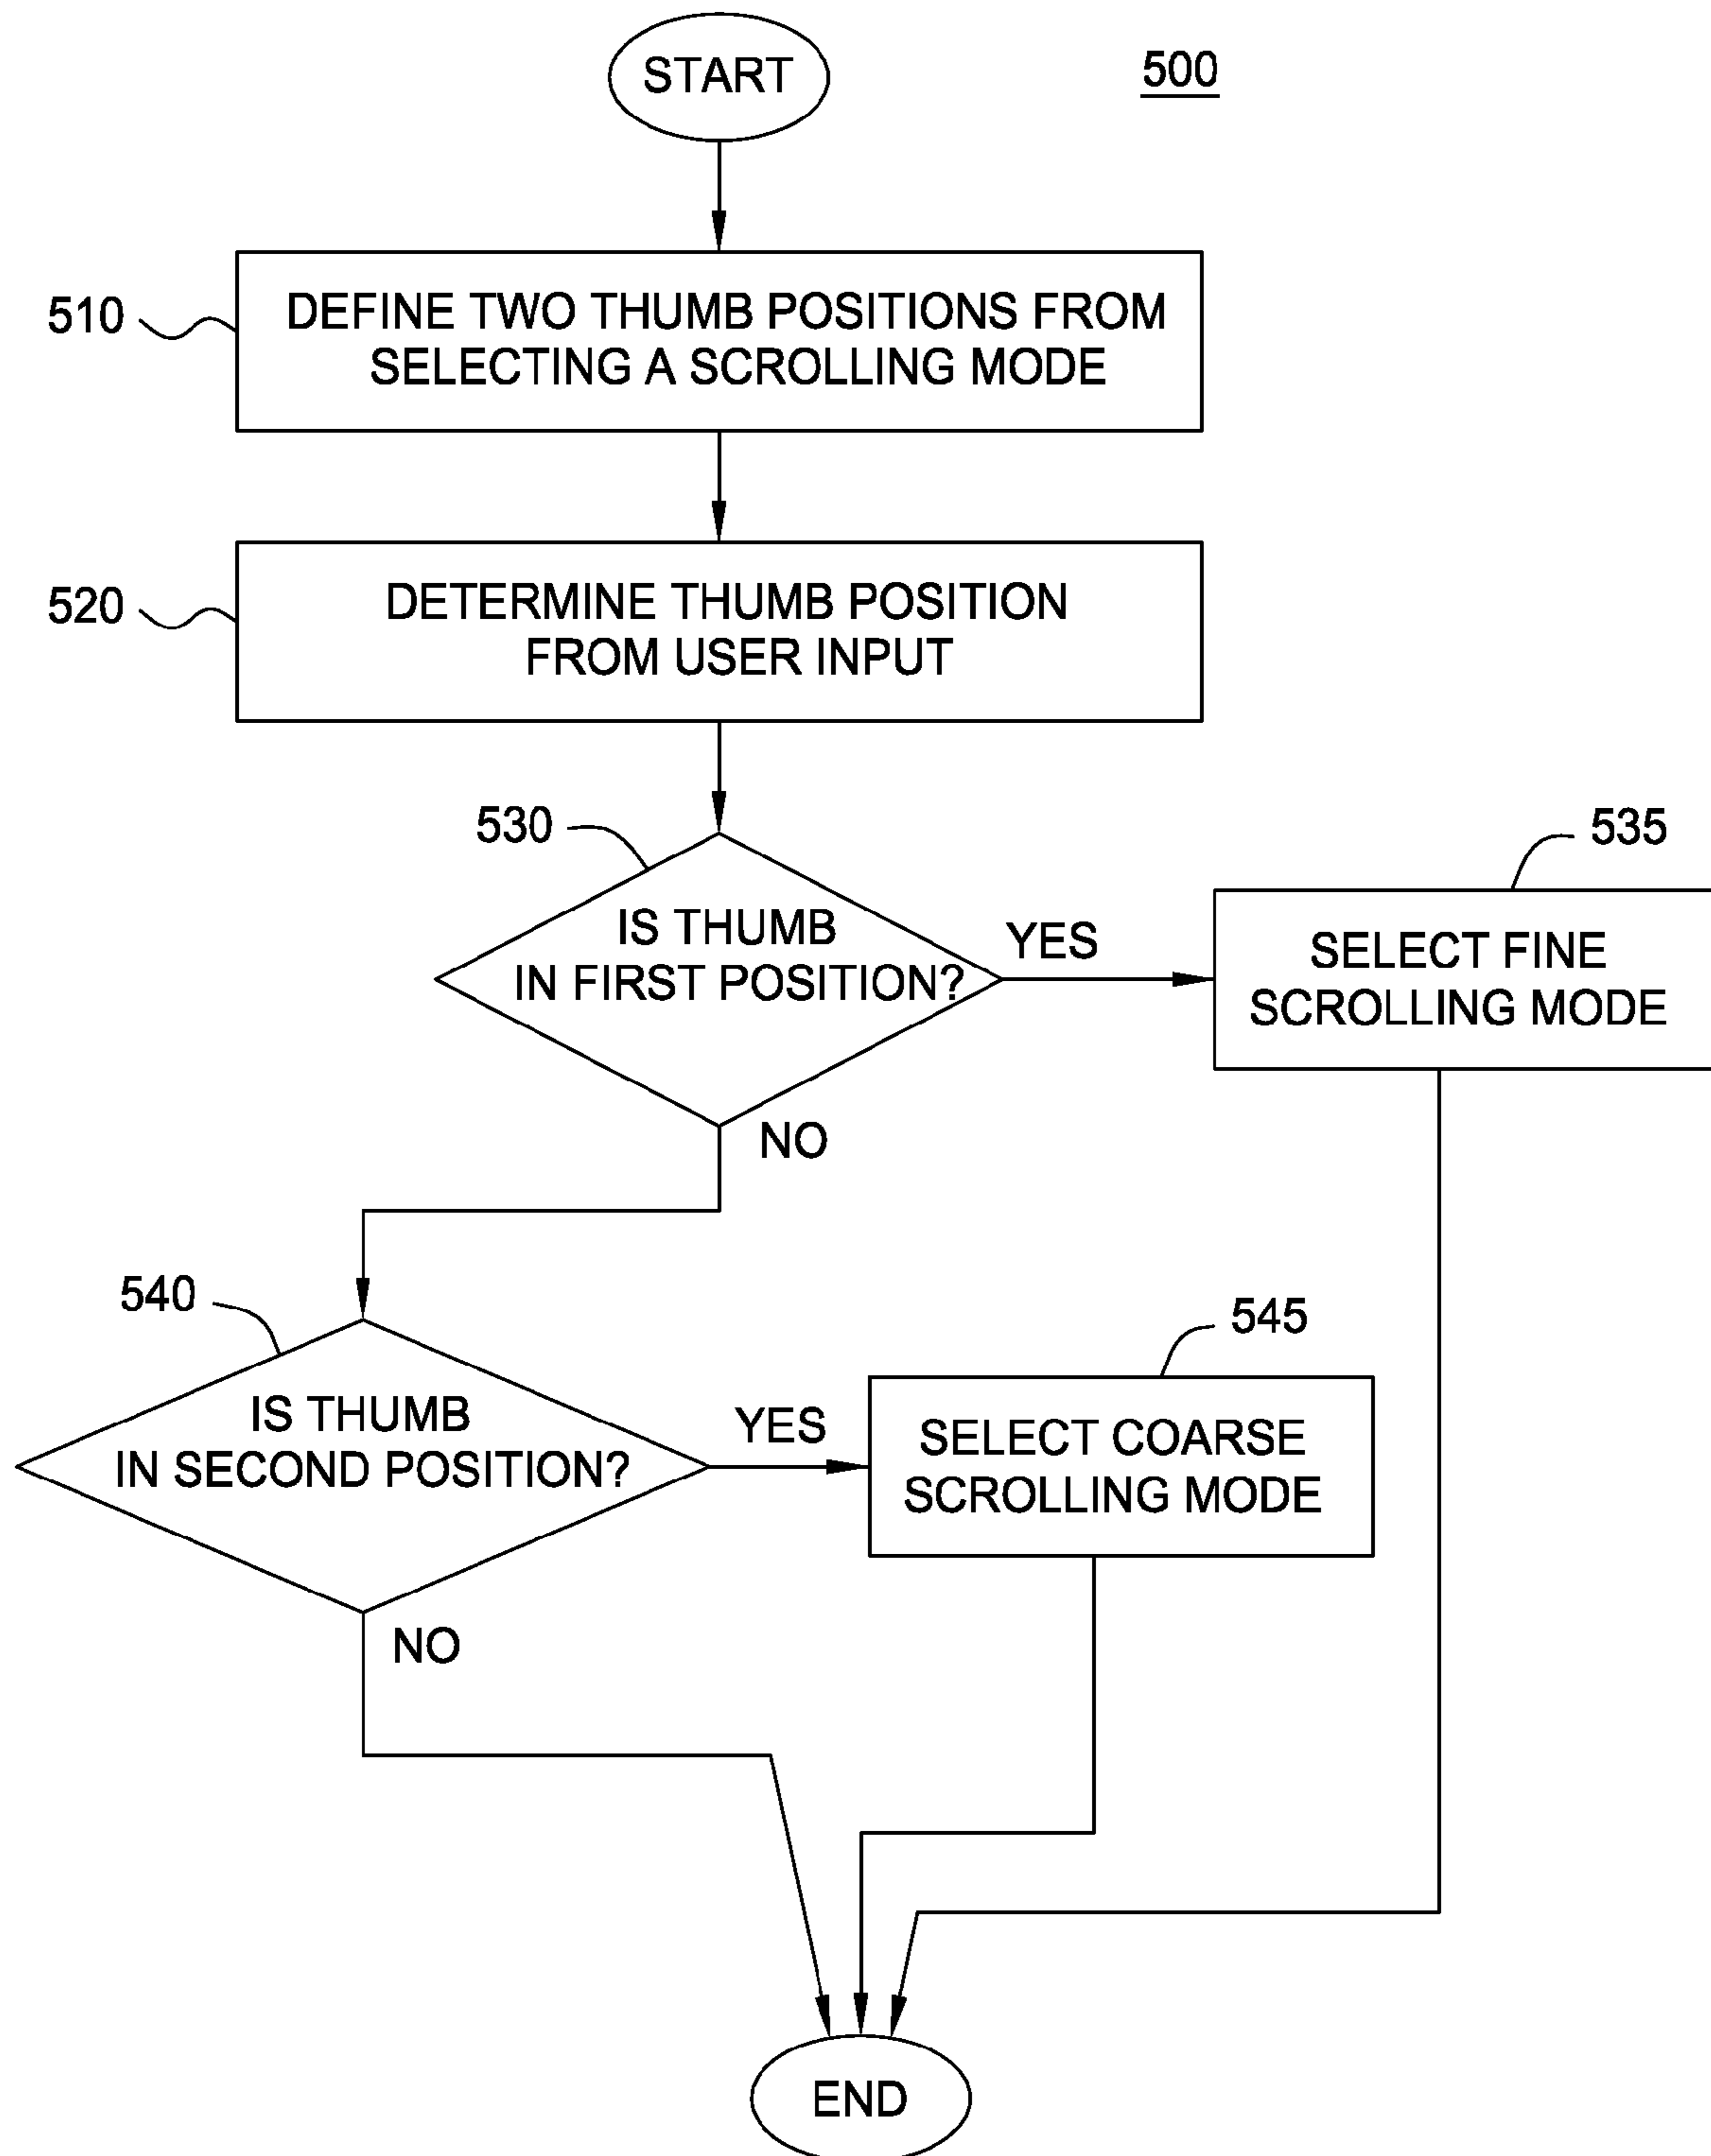 START
500
510
DEFINE TWO THUMB POSITIONS FROM
SELECTING A SCROLLING MODE
520
DETERMINE THUMB POSITION
FROM USER INPUT
530
IS THUMB
IN FIRST POSITION?
YES
535
SELECT FINE
SCROLLING MODE
NO
540
IS THUMB
IN SECOND POSITION?
YES
545
SELECT COARSE
SCROLLING MODE
NO
END